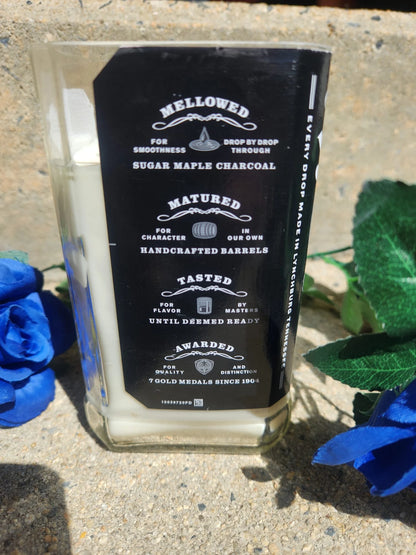 MELLOWED
FOR SMOOTHNESS
DROP BY DROP THROUGH
SUGAR MAPLE CHARCOAL
MATURED
FOR CHARACTER
IN OUR OWN
HANDCRAFTED BARRELS
TASTED
FOR FLAVOR
BY MASTERS
UNTIL DEEMED READY
AWARDED
FOR QUALITY
AND DISTINCTION
7 GOLD MEDALS SINCE 1904
EVERY DROP MADE IN LYNCHBURG TENNESSEE